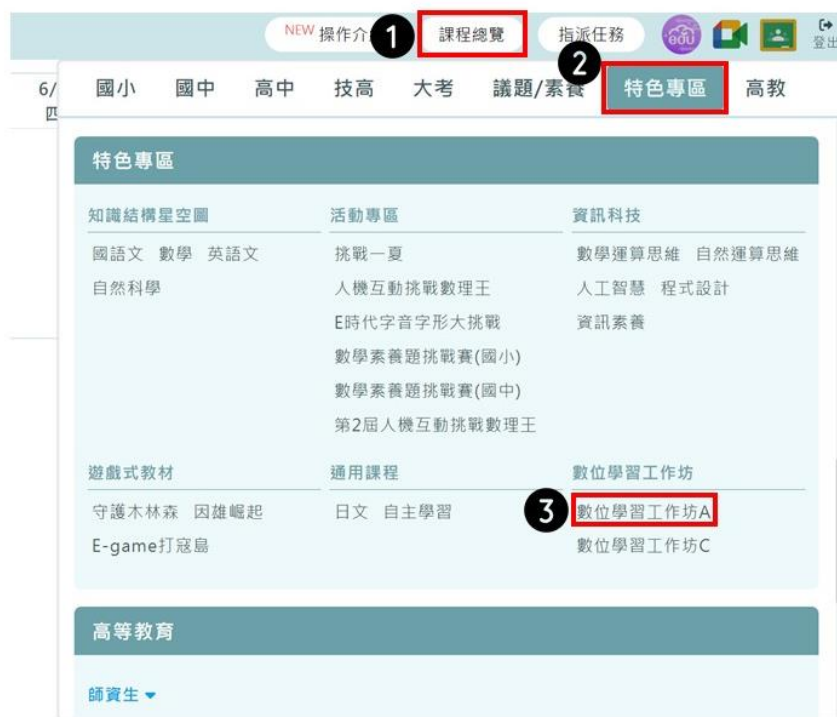 NEW 操作介 1 課程總覽 指派任務 edu 登出
2
6/ 國小 國中 高中 技高 大考 議題/素養 特色專區 高教
四
特色專區
知識結構星空圖 活動專區 資訊科技
國語文 數學 英語文 挑戰一夏 數學運算思維 自然運算思維
自然科學 人機互動挑戰數理王 人工智慧 程式設計
E時代字音字形大挑戰 資訊素養
數學素養題挑戰賽(國小)
數學素養題挑戰賽(國中)
第2屆人機互動挑戰數理王
遊戲式教材 通用課程 數位學習工作坊
守護木林森 因雄崛起 日文 自主學習 3 數位學習工作坊A
E-game打寇島 數位學習工作坊C
高等教育
師資生